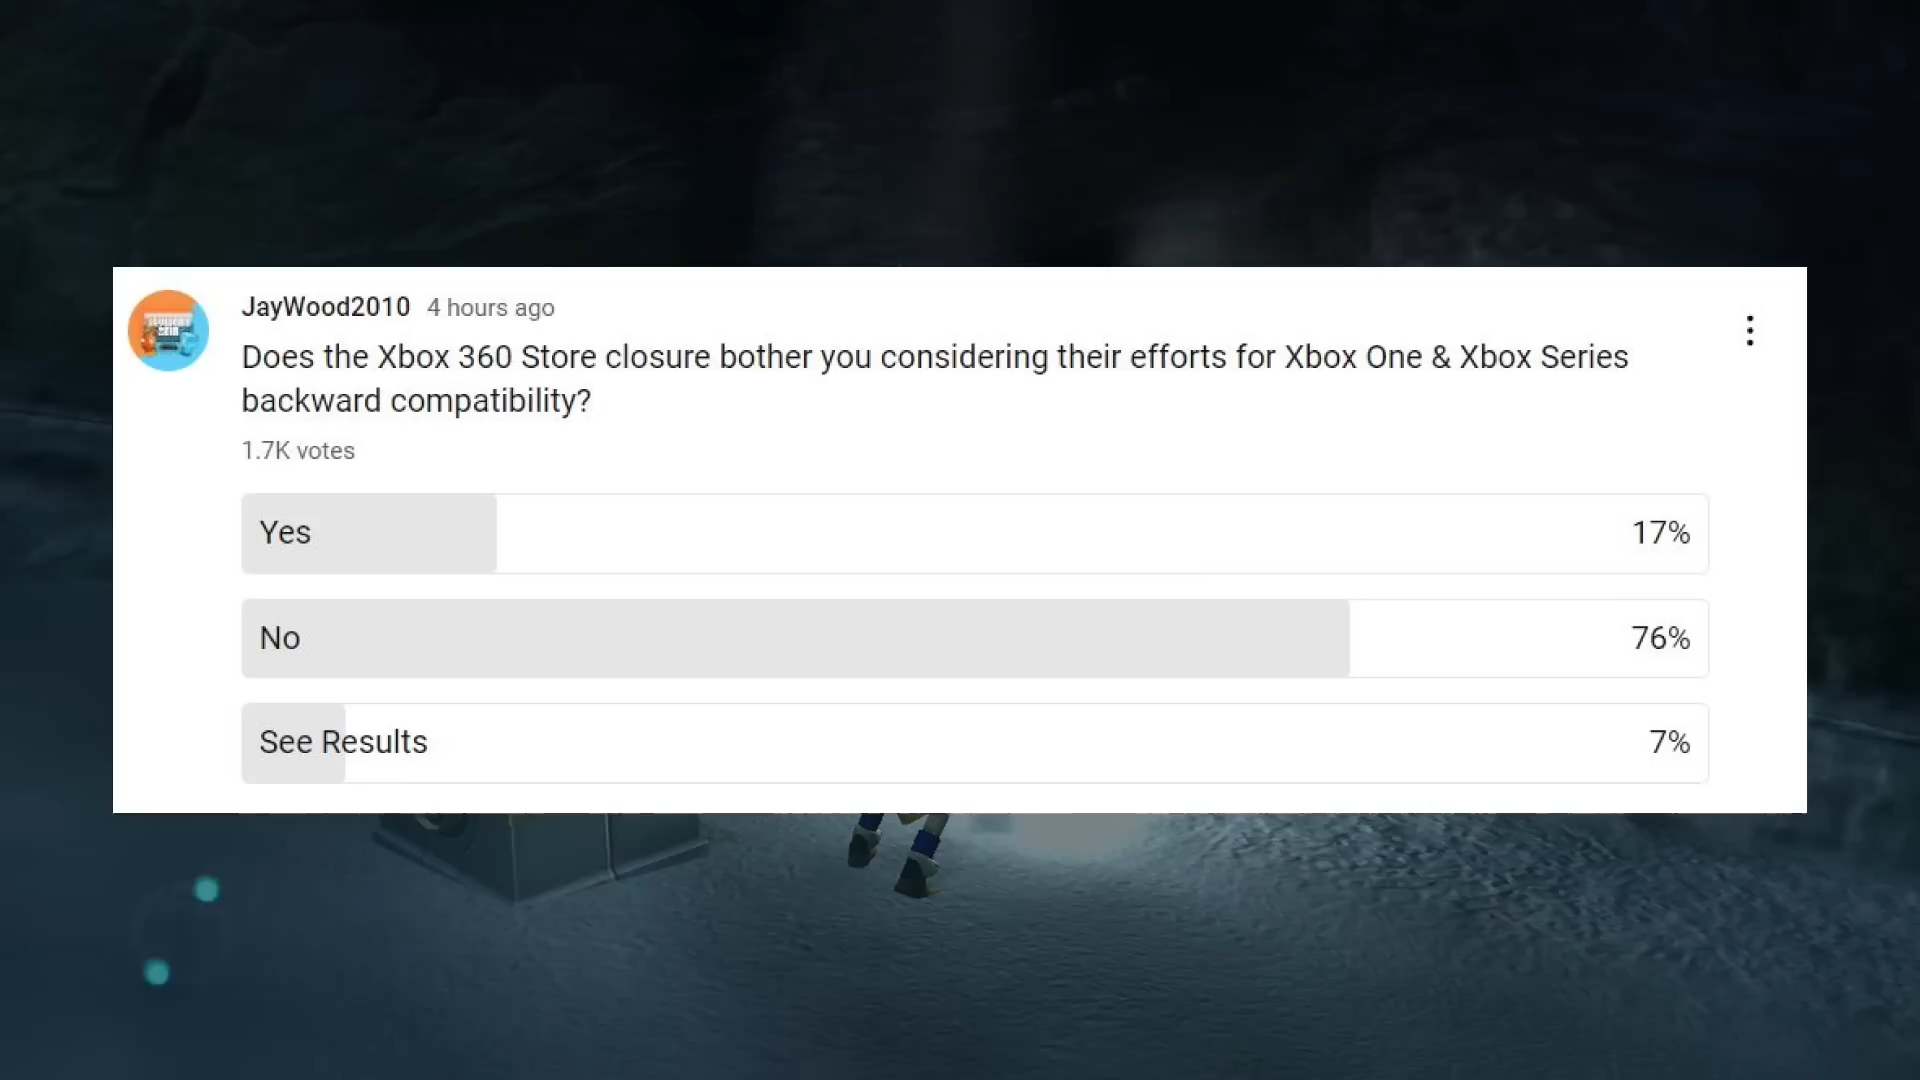 JayWood2010 4 hours ago
Does the Xbox 360 Store closure bother you considering their efforts for Xbox One & Xbox Series
backward compatibility?
1.7K votes
Yes 17%
No 76%
See Results 7%